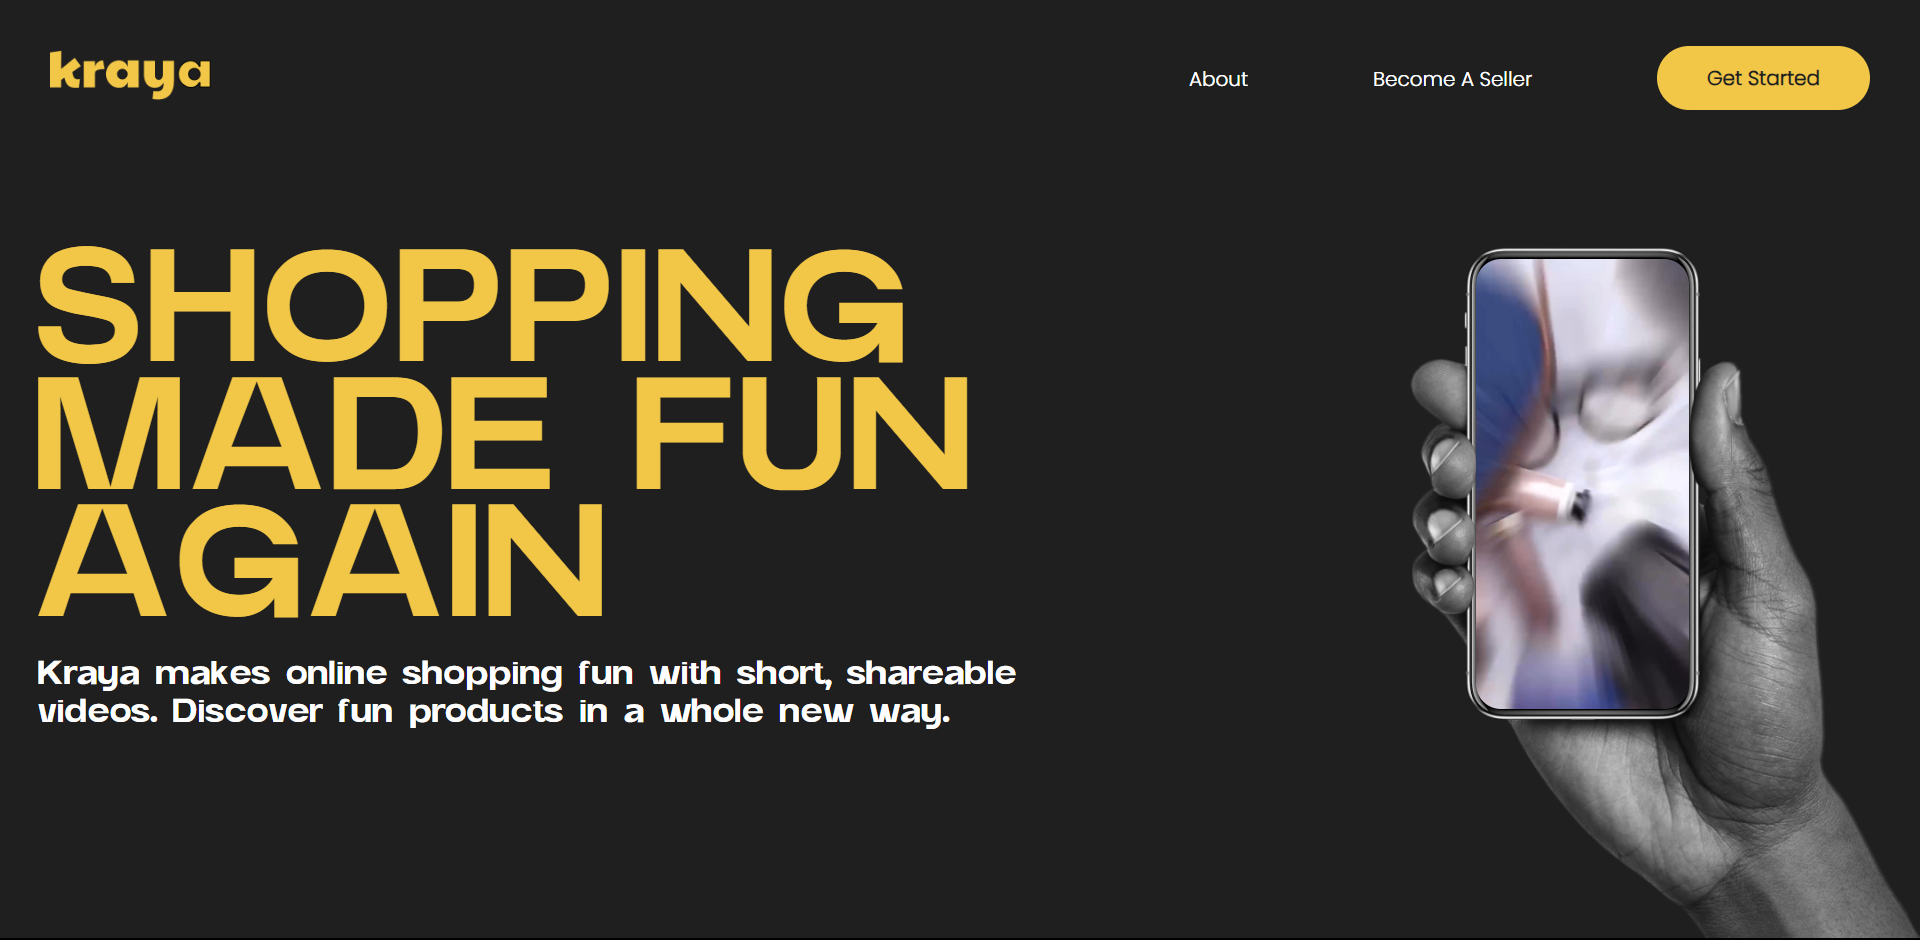 kraya
About
Become A Seller
Get Started
SHOPPING
MADE FUN
AGAIN
Kraya makes online shopping fun with short, shareable
videos. Discover fun products in a whole new way.